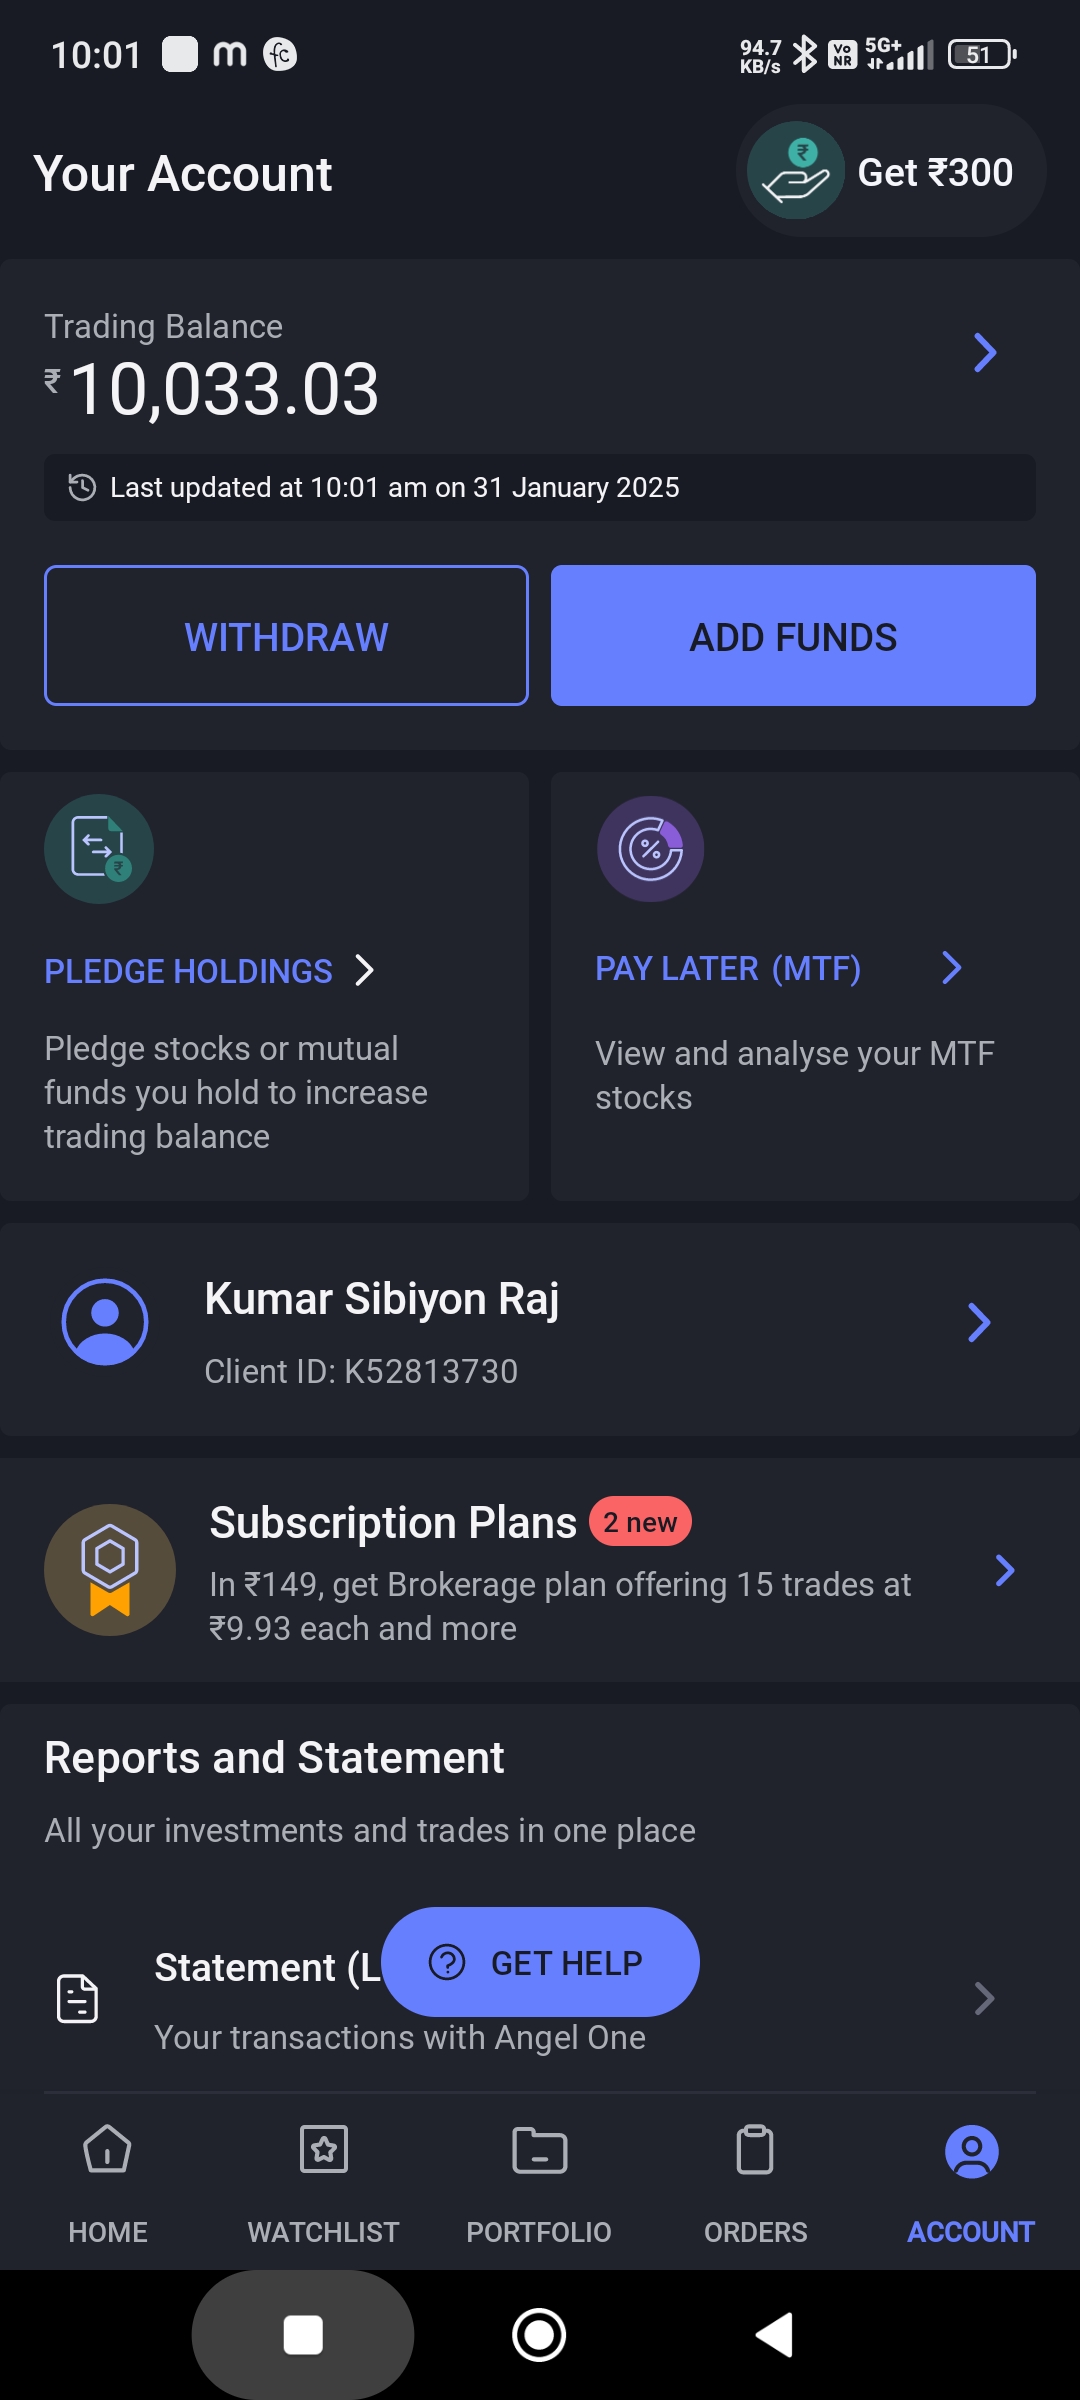 10:01
94.7
KB/s
Vo
NR
5G+
51
Your Account
Get ₹300
Trading Balance
₹10,033.03
Last updated at 10:01 am on 31 January 2025
WITHDRAW
ADD FUNDS
PLEDGE HOLDINGS
Pledge stocks or mutual
funds you hold to increase
trading balance
PAY LATER (MTF)
View and analyse your MTF
stocks
Kumar Sibiyon Raj
Client ID: K52813730
Subscription Plans
2 new
In ₹149, get Brokerage plan offering 15 trades at
₹9.93 each and more
Reports and Statement
All your investments and trades in one place
Statement (L
GET HELP
Your transactions with Angel One
HOME
WATCHLIST
PORTFOLIO
ORDERS
ACCOUNT